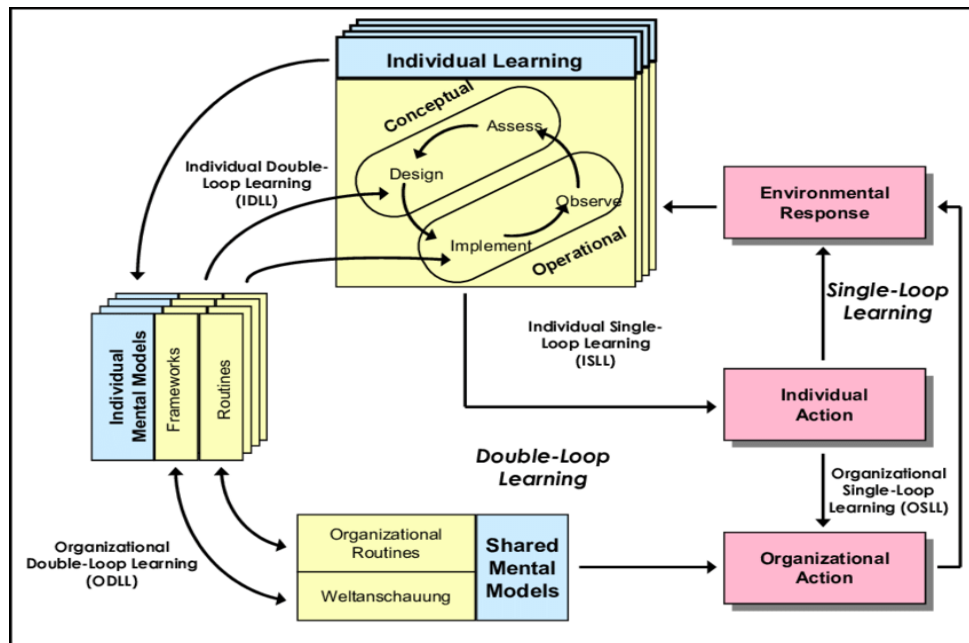 Individual Learning
Conceptual
Assess
Design
Observe
Implement
Operational
Individual Double-
Loop Learning
(IDLL)
Environmental
Response
Single-Loop
Learning
Individual Single-
Loop Learning
(ISLL)
Individual
Mental Models
Frameworks
Routines
Individual
Action
Double-Loop
Learning
Organizational
Single-Loop
Learning (OSLL)
Organizational
Double-Loop Learning
(ODLL)
Organizational
Routines
Weltanschauung
Shared
Mental
Models
Organizational
Action